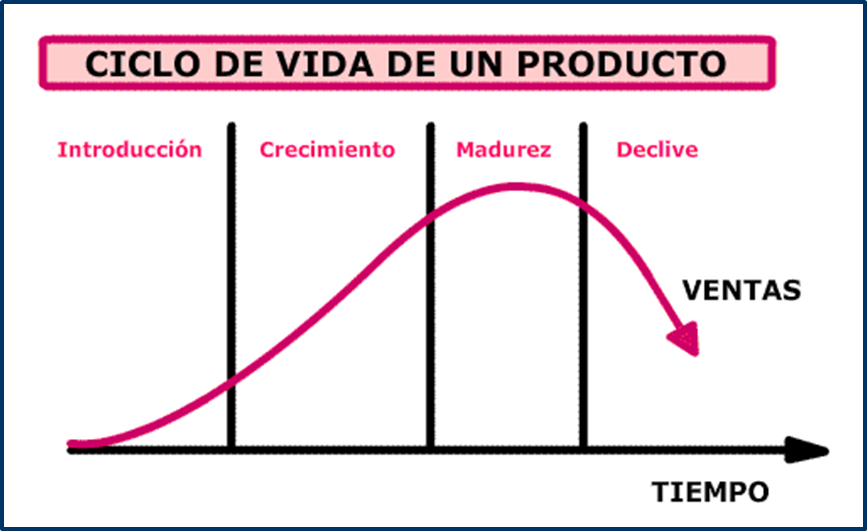 CICLO DE VIDA DE UN PRODUCTO
Introducción
Crecimiento
Madurez
Declive
VENTAS
TIEMPO